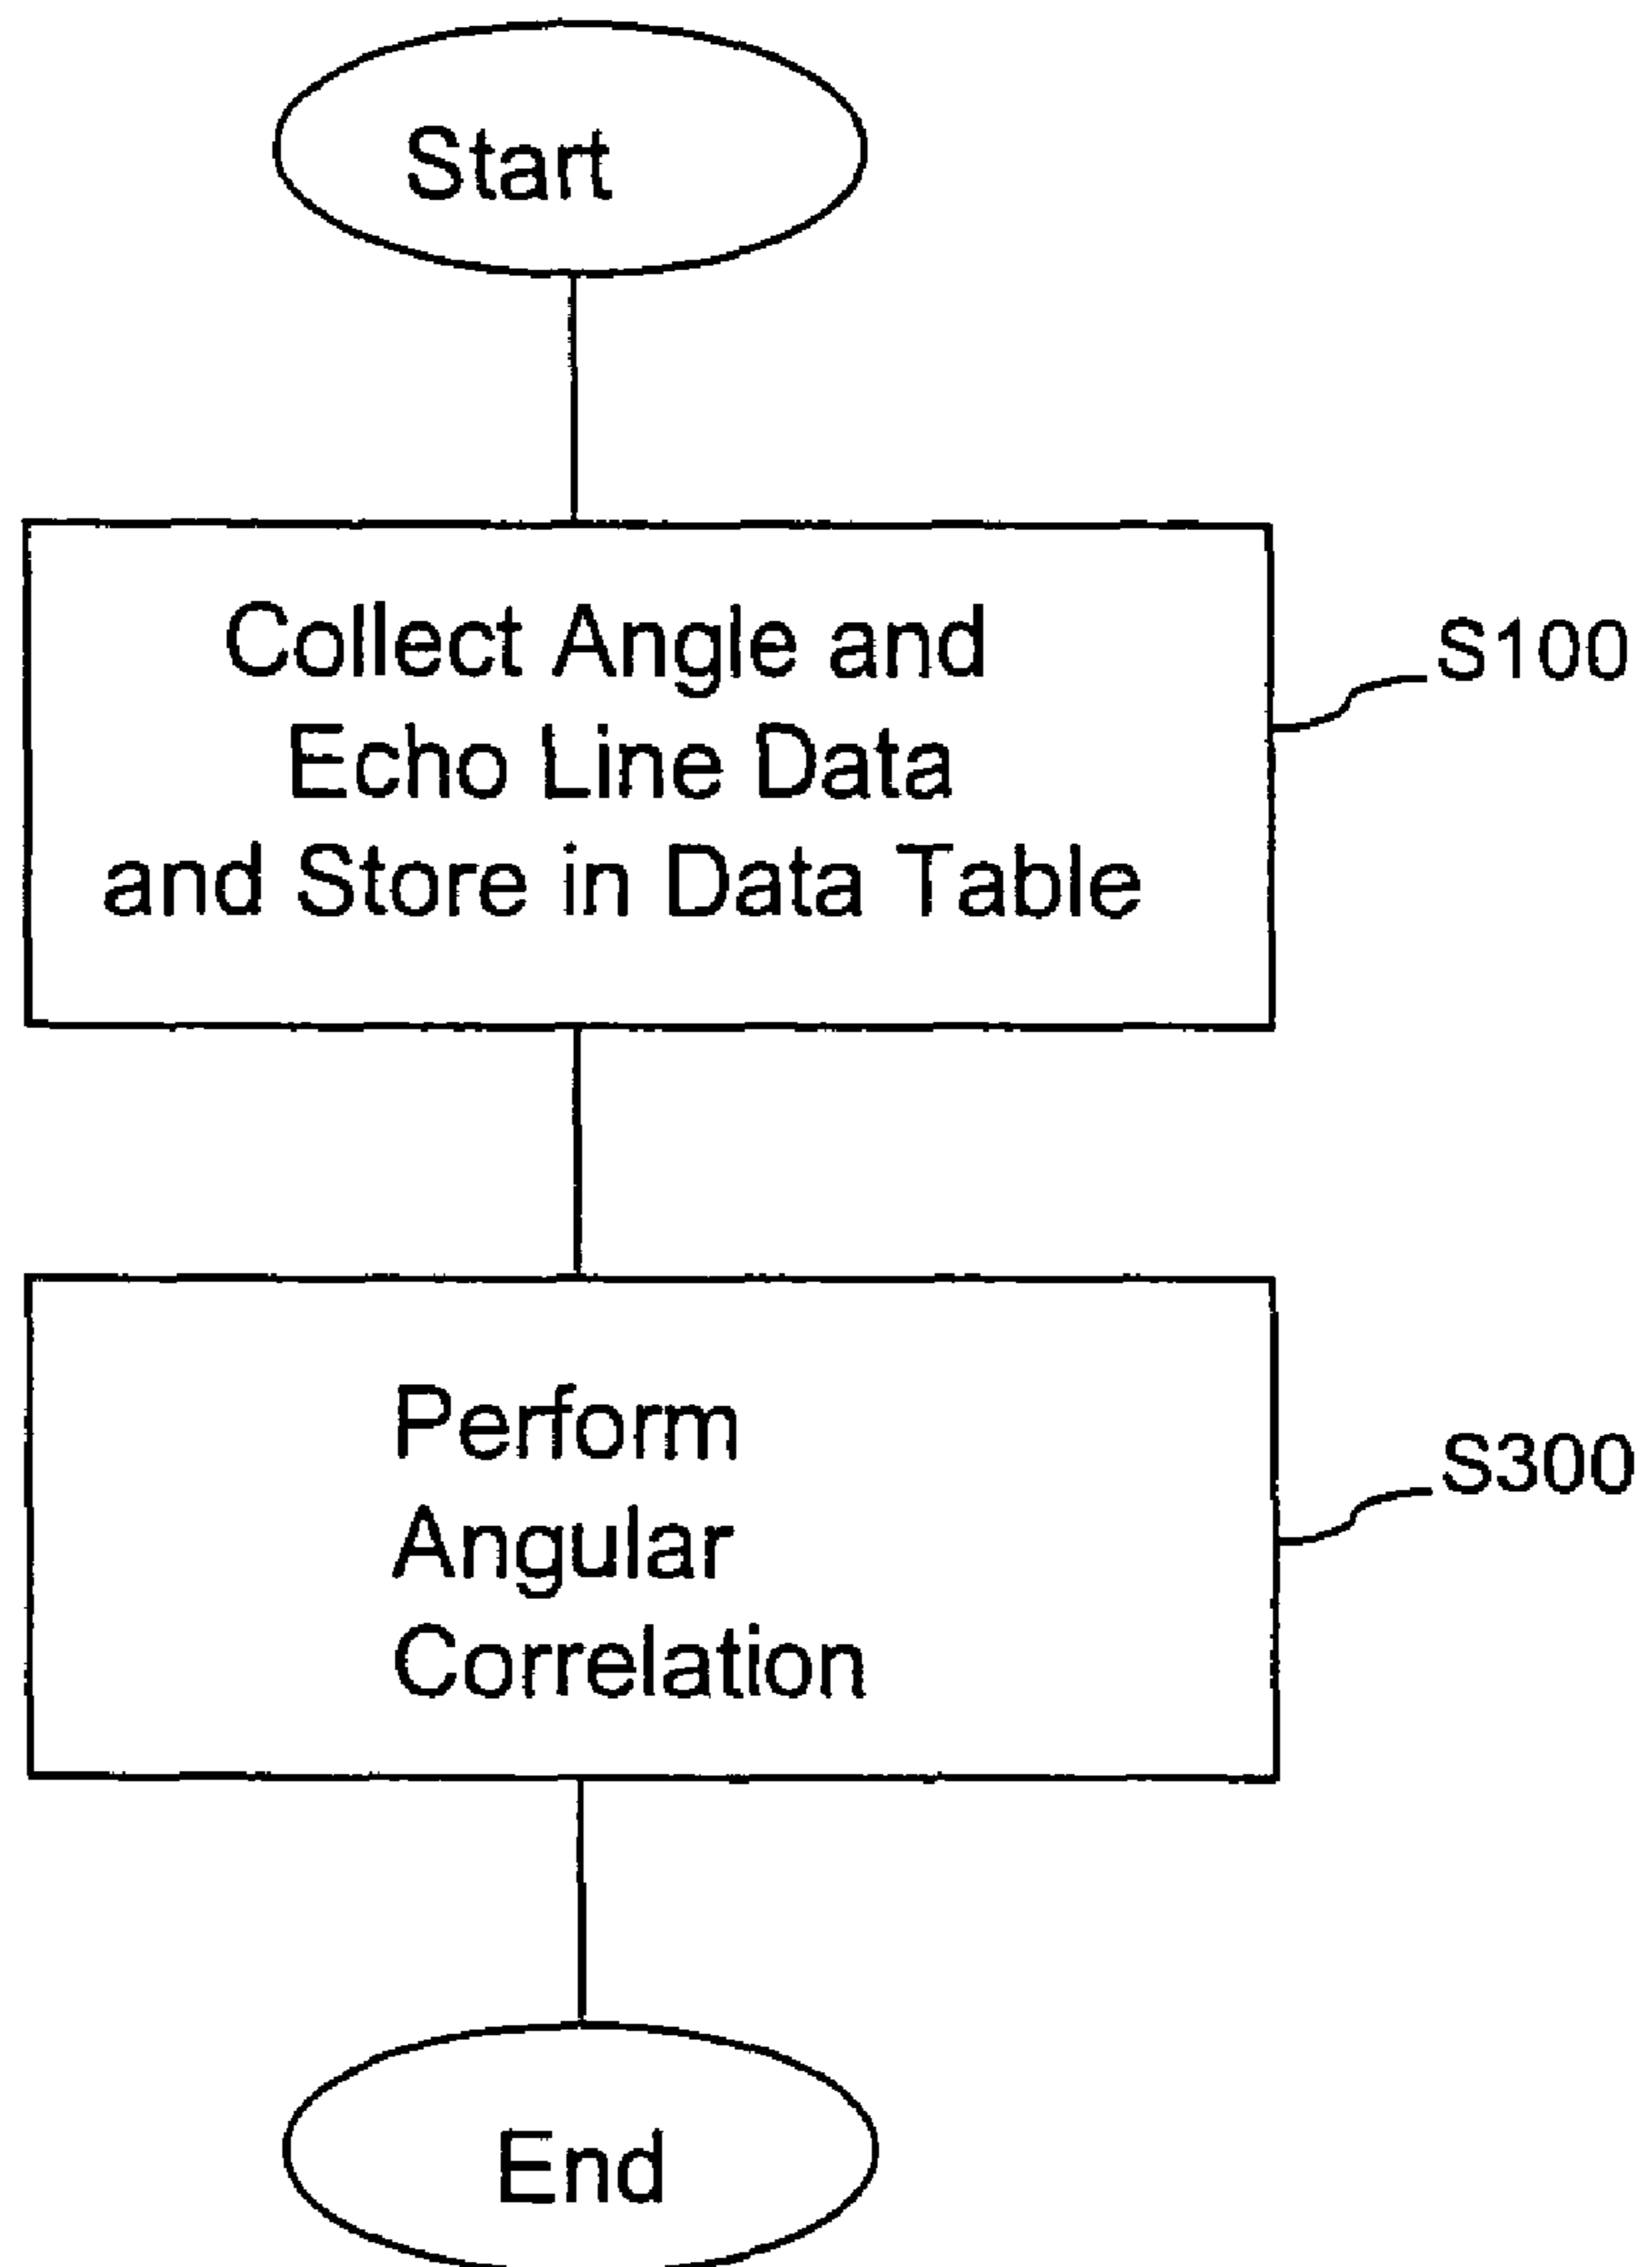 Start
Collect Angle and
Echo Line Data
and Store in Data Table
S100
Perform
Angular
Correlation
S300
End